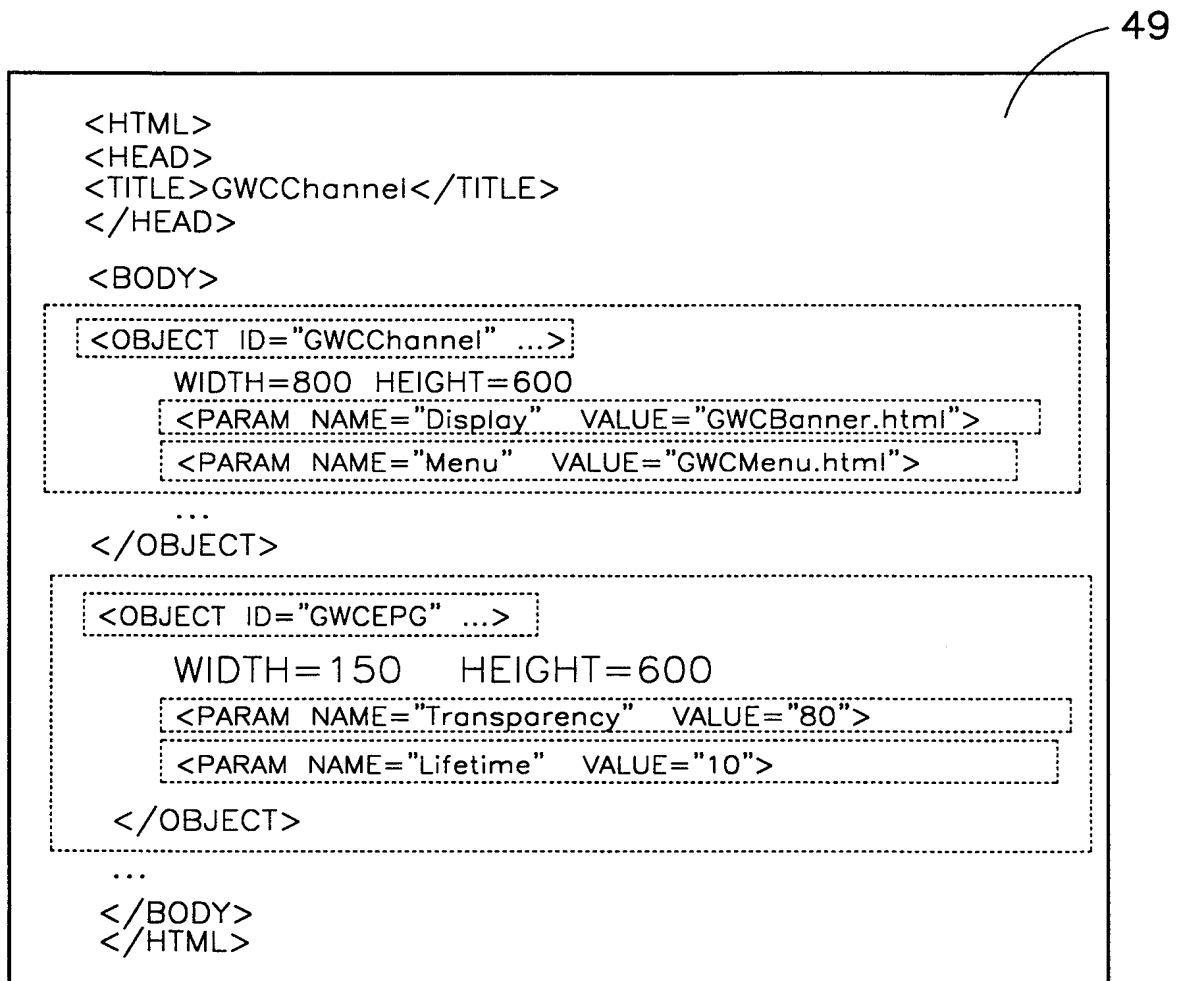 49
<HTML>
<HEAD>
<TITLE>GWCChannel</TITLE>
</HEAD>
<BODY>
<OBJECT ID="GWCChannel" ...>
WIDTH=800 HEIGHT=600
<PARAM NAME="Display" VALUE="GWCBanner.html">
<PARAM NAME="Menu" VALUE="GWCMenu.html">
...
</OBJECT>
<OBJECT ID="GWCEPG" ...>
WIDTH=150 HEIGHT=600
<PARAM NAME="Transparency" VALUE="80">
<PARAM NAME="Lifetime" VALUE="10">
</OBJECT>
...
</BODY>
</HTML>